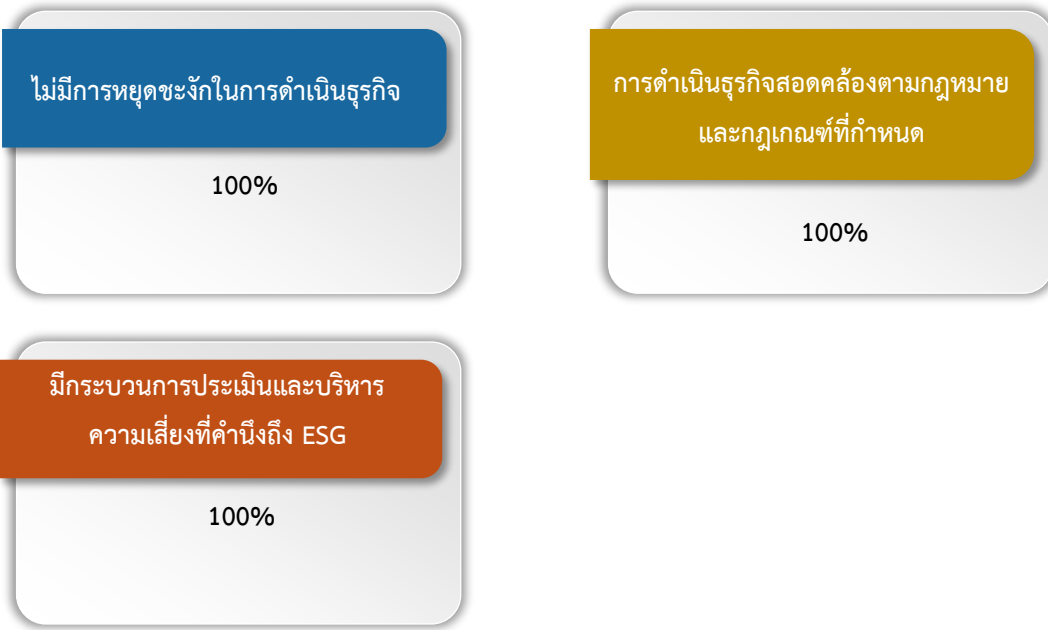 ไม่มีการหยุดชะงักในการดำเนินธุรกิจ
100%
การดำเนินธุรกิจสอดคล้องตามกฎหมาย
และกฎเกณฑ์ที่กำหนด
100%
มีกระบวนการประเมินและบริหาร
ความเสี่ยงที่คำนึงถึง ESG
100%